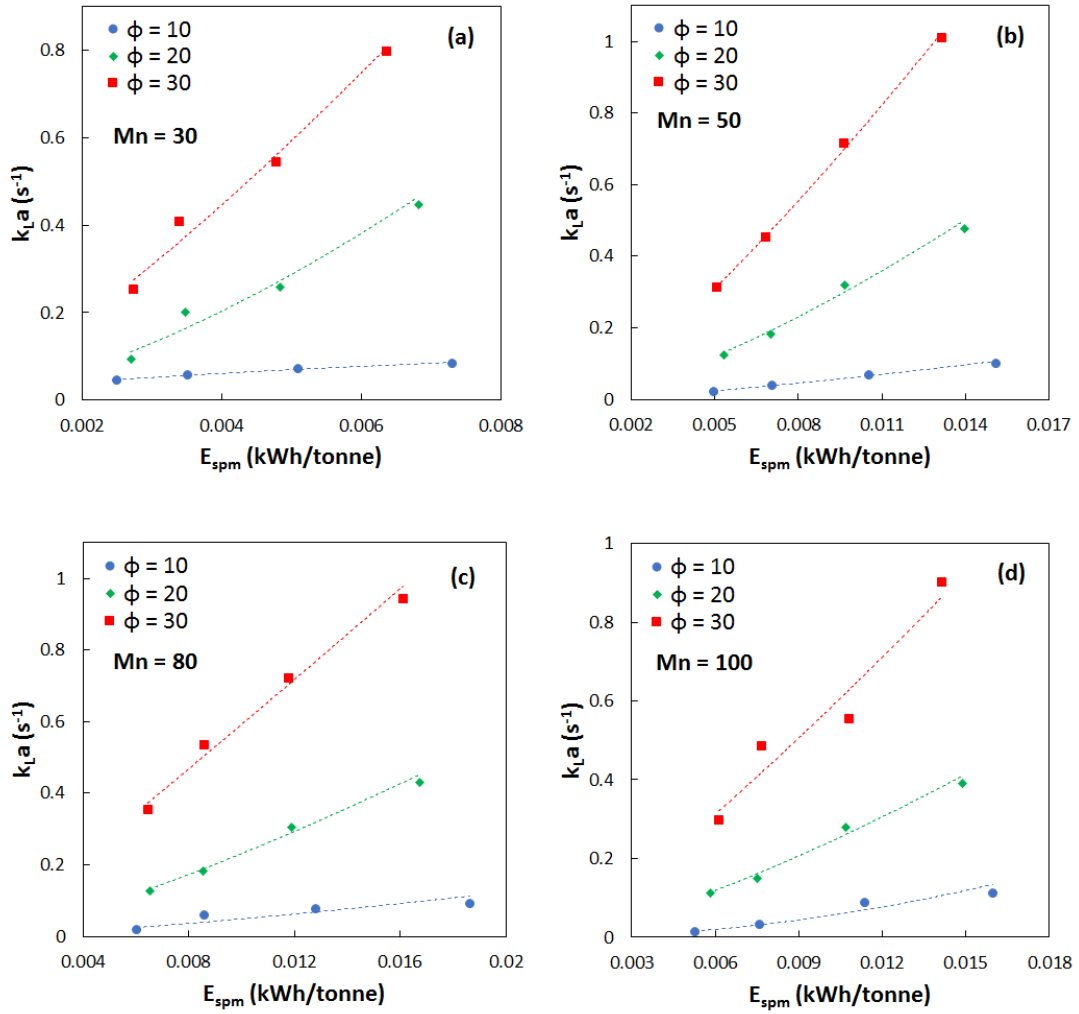 (a)
ϕ = 10
ϕ = 20
ϕ = 30
Mn = 30
0.8
0.6
0.4
0.2
0
kLa (s-1)
0.002
0.004
0.006
0.008
Espm (kWh/tonne)
(b)
ϕ = 10
ϕ = 20
ϕ = 30
Mn = 50
1
0.8
0.6
0.4
0.2
0
kLa (s-1)
0.002
0.005
0.008
0.011
0.014
0.017
Espm (kWh/tonne)
(c)
ϕ = 10
ϕ = 20
ϕ = 30
Mn = 80
1
0.8
0.6
0.4
0.2
0
kLa (s-1)
0.004
0.008
0.012
0.016
0.02
Espm (kWh/tonne)
(d)
ϕ = 10
ϕ = 20
ϕ = 30
Mn = 100
1
0.8
0.6
0.4
0.2
0
kLa (s-1)
0.003
0.006
0.009
0.012
0.015
0.018
Espm (kWh/tonne)